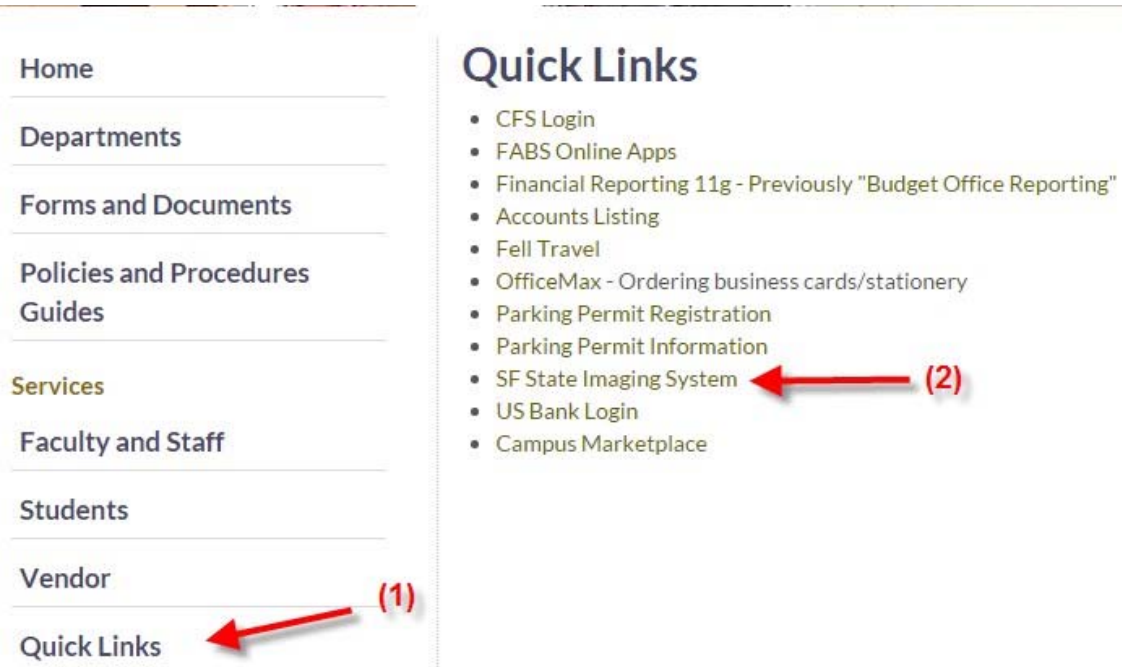 Home
Departments
Forms and Documents
Policies and Procedures
Guides
Services
Faculty and Staff
Students
Vendor
(1)
Quick Links
Quick Links
• CFS Login
• FABS Online Apps
• Financial Reporting 11g - Previously "Budget Office Reporting"
• Accounts Listing
• Fell Travel
• OfficeMax - Ordering business cards/stationery
• Parking Permit Registration
• Parking Permit Information
• SF State Imaging System (2)
• US Bank Login
• Campus Marketplace